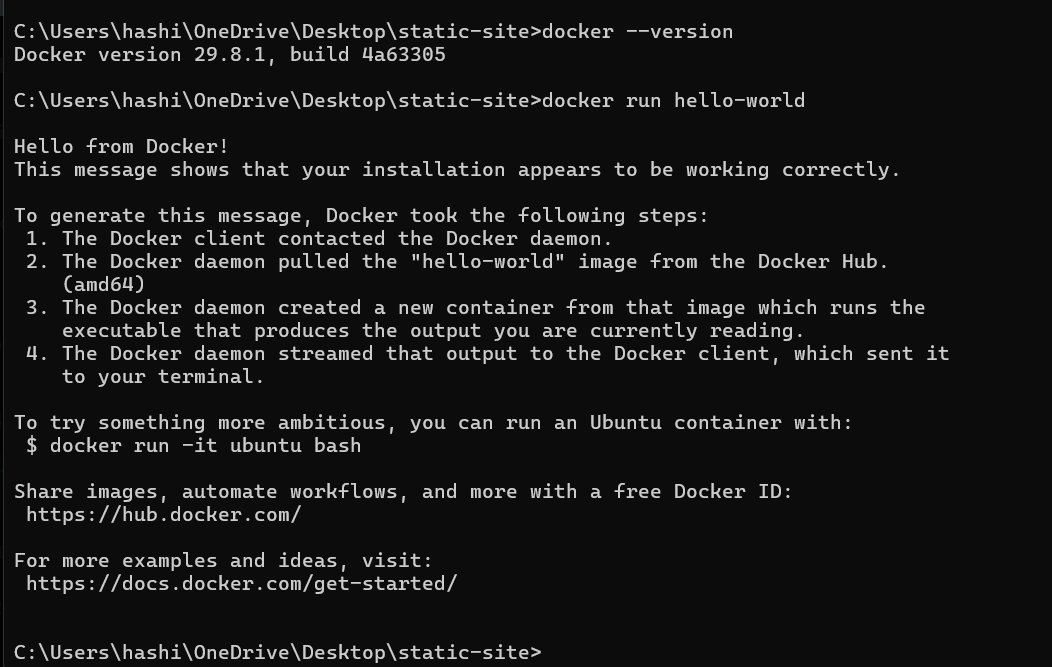 C:\Users\hashi\OneDrive\Desktop\static-site>docker --version
Docker version 29.8.1, build 4a63305
C:\Users\hashi\OneDrive\Desktop\static-site>docker run hello-world
Hello from Docker!
This message shows that your installation appears to be working correctly.
To generate this message, Docker took the following steps:
1. The Docker client contacted the Docker daemon.
2. The Docker daemon pulled the "hello-world" image from the Docker Hub.
(amd64)
3. The Docker daemon created a new container from that image which runs the
executable that produces the output you are currently reading.
4. The Docker daemon streamed that output to the Docker client, which sent it
to your terminal.
To try something more ambitious, you can run an Ubuntu container with:
$ docker run -it ubuntu bash
Share images, automate workflows, and more with a free Docker ID:
https://hub.docker.com/
For more examples and ideas, visit:
https://docs.docker.com/get-started/
C:\Users\hashi\OneDrive\Desktop\static-site>